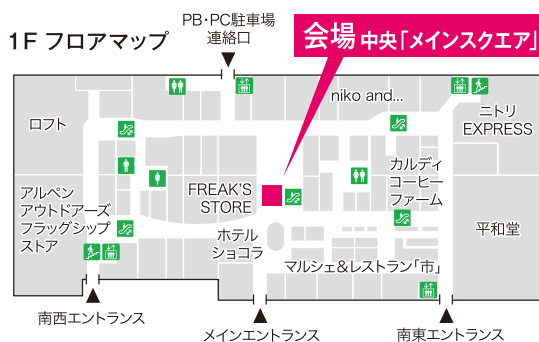 1F フロアマップ
PB・PC駐車場
連絡口
会場 中央「メインスクエア」
niko and...
ニトリ
EXPRESS
ロフト
カルディ
コーヒー
ファーム
FREAK'S
STORE
アルペン
アウトドアーズ
フラッグシップ
ストア
平和堂
ホテル
ショコラ
マルシェ&レストラン「市」
南西エントランス
メインエントランス
南東エントランス